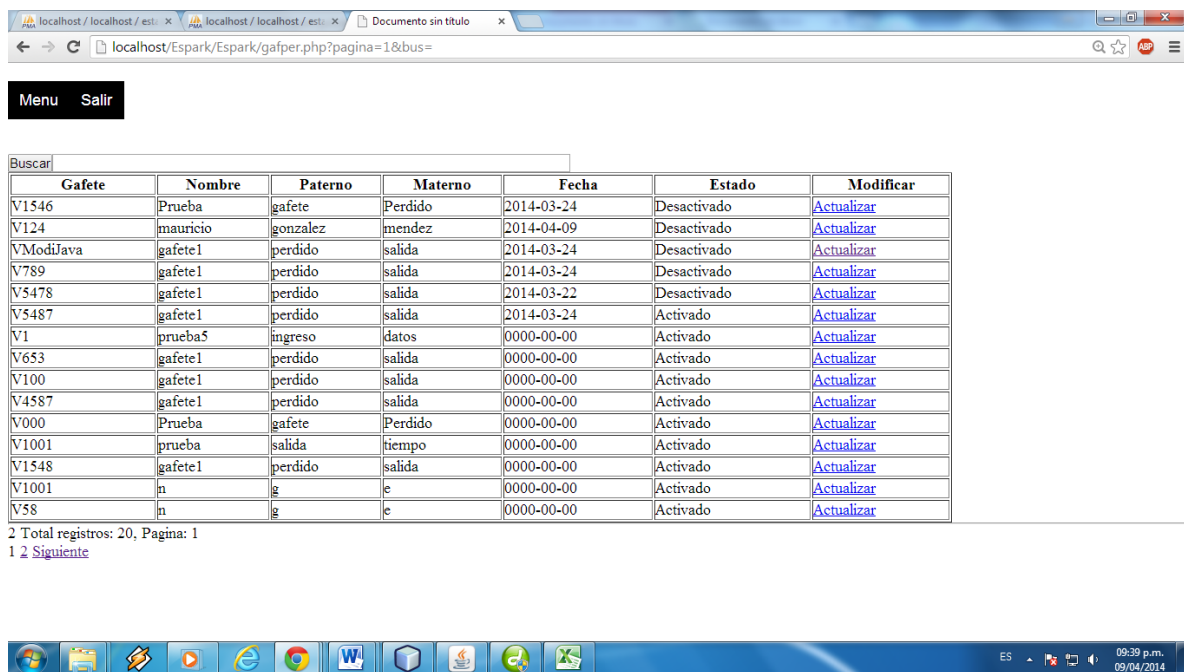 localhost / localhost / esta
localhost / localhost / esta
Documento sin título
localhost/Espark/Espark/gafper.php?pagina=1&bus=
ABP
Menu Salir
Buscar
Gafete Nombre Paterno Materno Fecha Estado Modificar
V1546 Prueba gafete Perdido 2014-03-24 Desactivado Actualizar
V124 mauricio gonzalez mendez 2014-04-09 Desactivado Actualizar
VModiJava gafete1 perdido salida 2014-03-24 Desactivado Actualizar
V789 gafete1 perdido salida 2014-03-24 Desactivado Actualizar
V5478 gafete1 perdido salida 2014-03-22 Desactivado Actualizar
V5487 gafete1 perdido salida 2014-03-24 Activado Actualizar
V1 prueba5 ingreso datos 0000-00-00 Activado Actualizar
V653 gafete1 perdido salida 0000-00-00 Activado Actualizar
V100 gafete1 perdido salida 0000-00-00 Activado Actualizar
V4587 gafete1 perdido salida 0000-00-00 Activado Actualizar
V000 Prueba gafete Perdido 0000-00-00 Activado Actualizar
V1001 prueba salida tiempo 0000-00-00 Activado Actualizar
V1548 gafete1 perdido salida 0000-00-00 Activado Actualizar
V1001 n g e 0000-00-00 Activado Actualizar
V58 n g e 0000-00-00 Activado Actualizar
2 Total registros: 20, Pagina: 1
1 2 Siguiente
ES
09:39 p.m.
09/04/2014